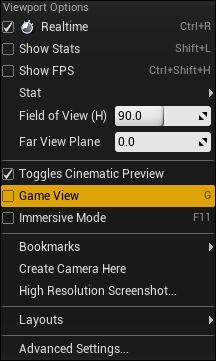 Viewport Options
Realtime Ctrl+R
Show Stats Shift+L
Show FPS Ctrl+Shift+H
Stat
Field of View (H) 90.0
Far View Plane 0.0
Toggles Cinematic Preview
Game View G
Immersive Mode F11
Bookmarks
Create Camera Here
High Resolution Screenshot...
Layouts
Advanced Settings...